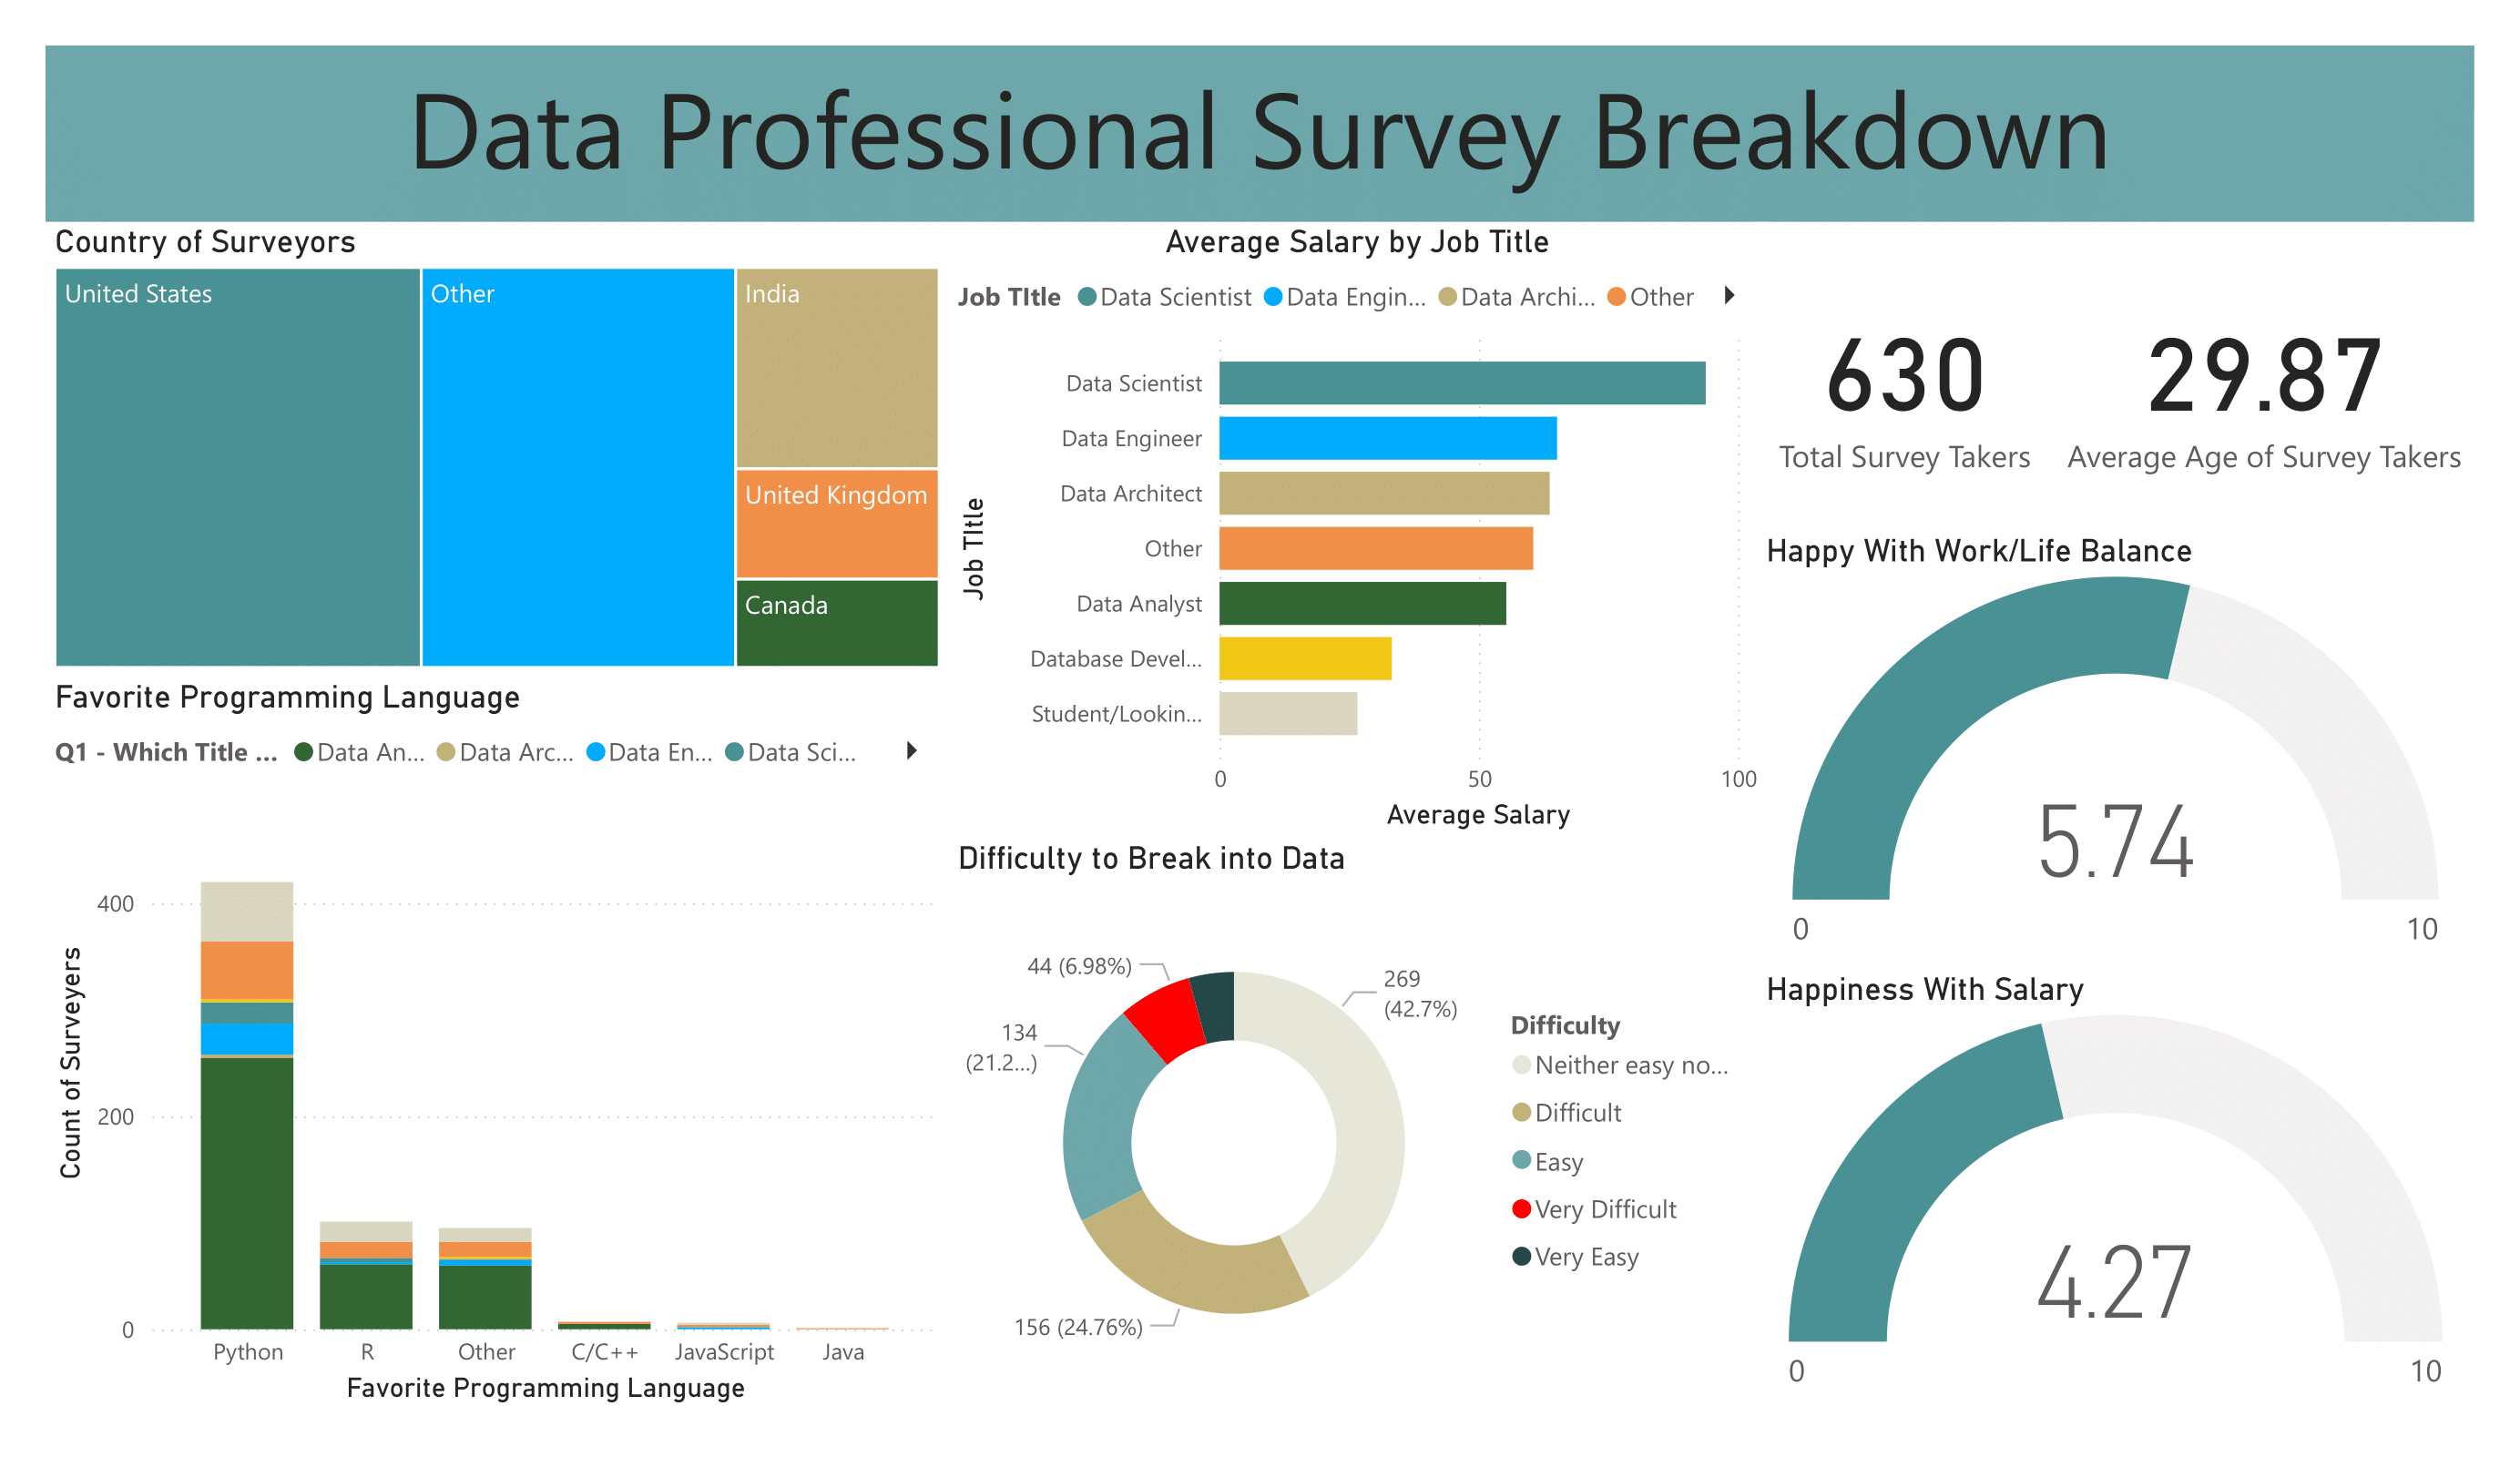 Data Professional Survey Breakdown
Country of Surveyors
United States
Other
India
United Kingdom
Canada
Average Salary by Job Title
Job TItle Data Scientist Data Engin... Data Archi... Other
Job TItle
Data Scientist
Data Engineer
Data Architect
Other
Data Analyst
Database Devel...
Student/Lookin...
0 50 100
Average Salary
630
Total Survey Takers
29.87
Average Age of Survey Takers
Happy With Work/Life Balance
5.74
0 10
Favorite Programming Language
Q1 - Which Title ... Data An... Data Arc... Data En... Data Sci...
Count of Surveyers
400
200
0
Python R Other C/C++ JavaScript Java
Favorite Programming Language
Difficulty to Break into Data
44 (6.98%)
269
(42.7%)
134
(21.2...)
156 (24.76%)
Difficulty
Neither easy no...
Difficult
Easy
Very Difficult
Very Easy
Happiness With Salary
4.27
0 10